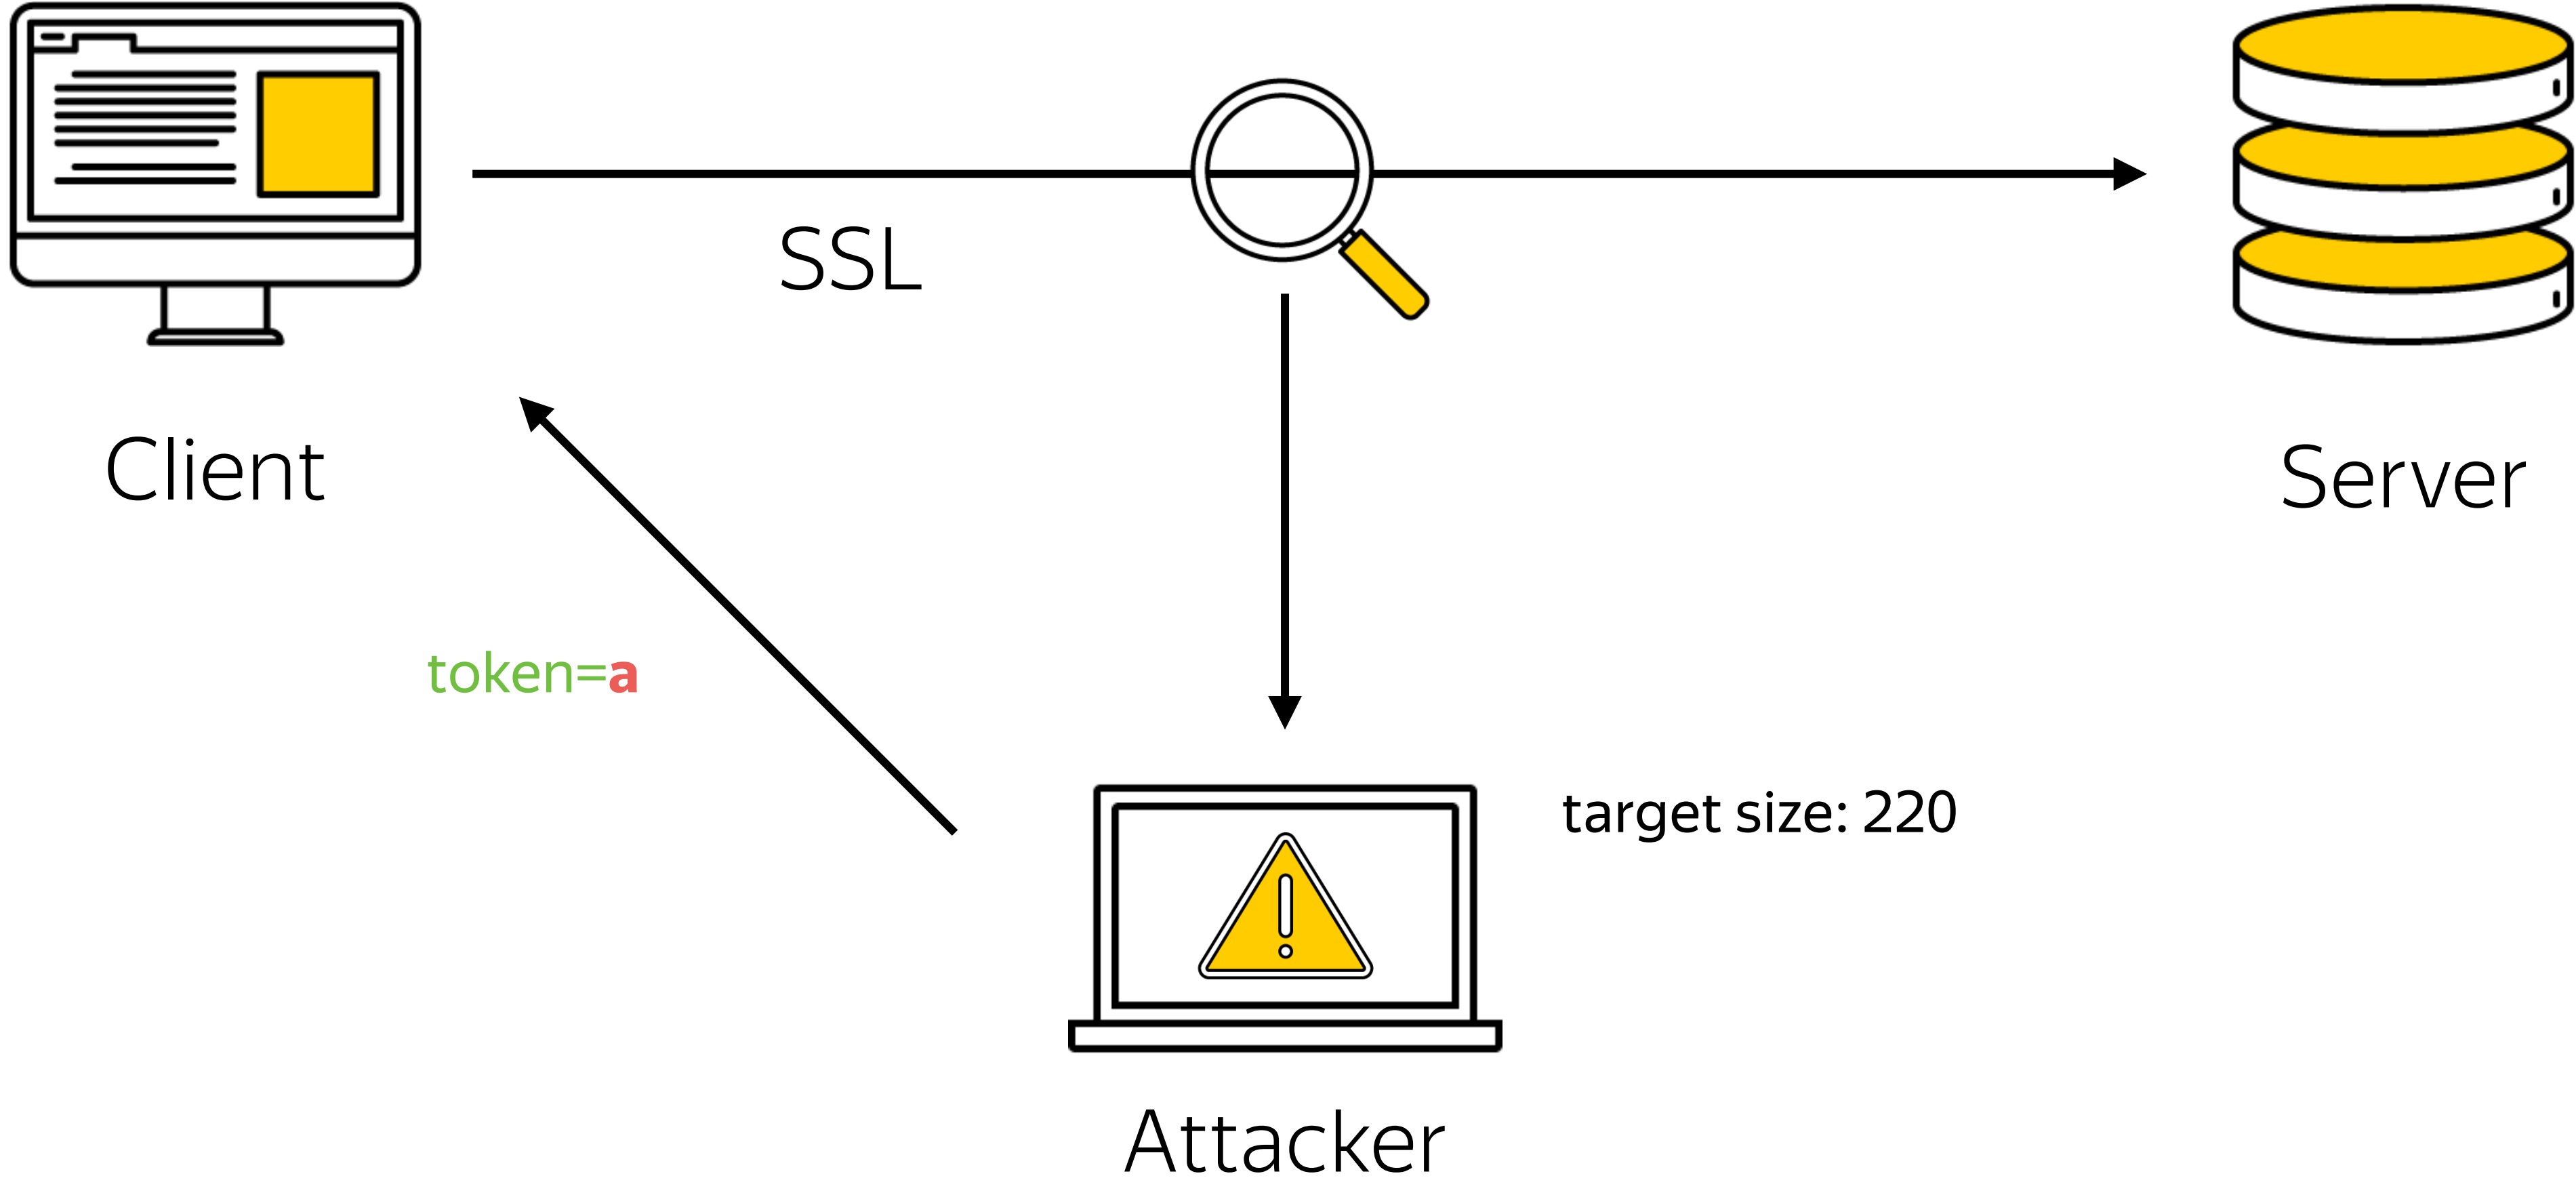 SSL
Client
Server
token=a
target size: 220
Attacker